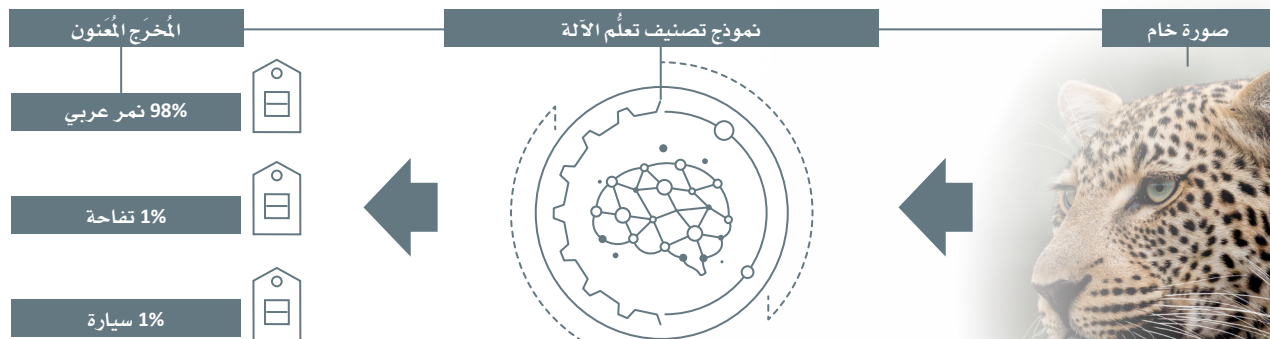 صورة خام
نموذج تصنيف تعلُّم الآلة
المُخرَج المُعَنون
98% نمر عربي
1% تفاحة
1% سيارة